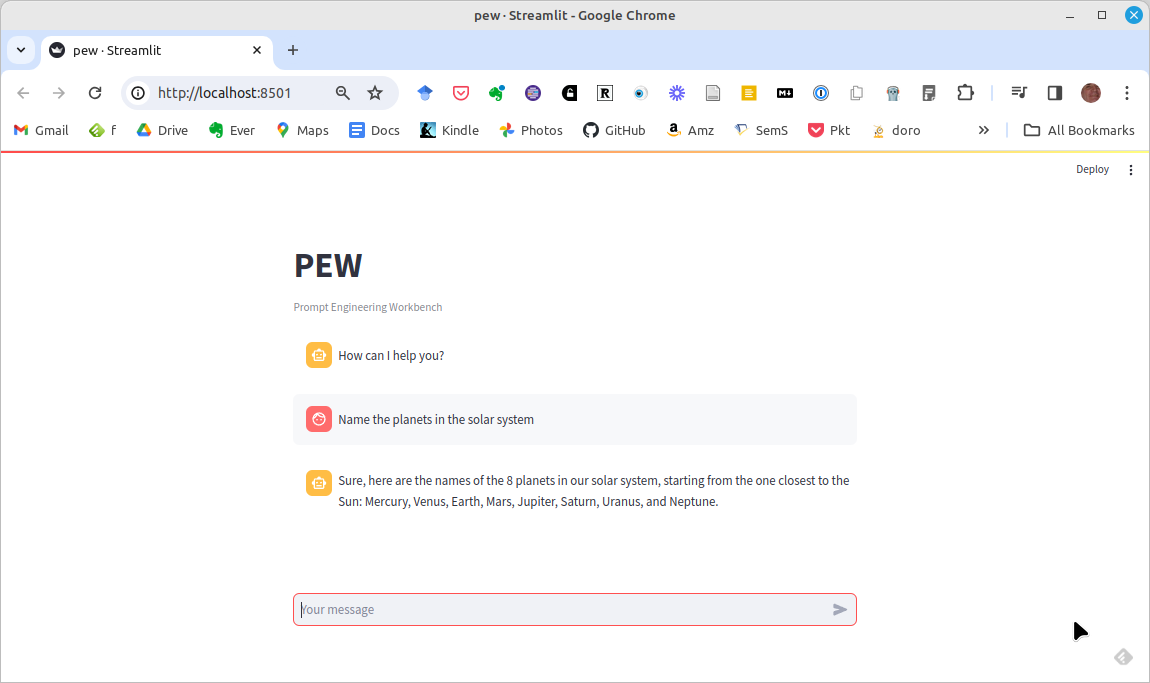 pew · Streamlit - Google Chrome
pew · Streamlit
http://localhost:8501
Gmail f Drive Ever Maps Docs Kindle Photos GitHub Amz SemS Pkt doro All Bookmarks
Deploy
PEW
Prompt Engineering Workbench
How can I help you?
Name the planets in the solar system
Sure, here are the names of the 8 planets in our solar system, starting from the one closest to the
Sun: Mercury, Venus, Earth, Mars, Jupiter, Saturn, Uranus, and Neptune.
Your message